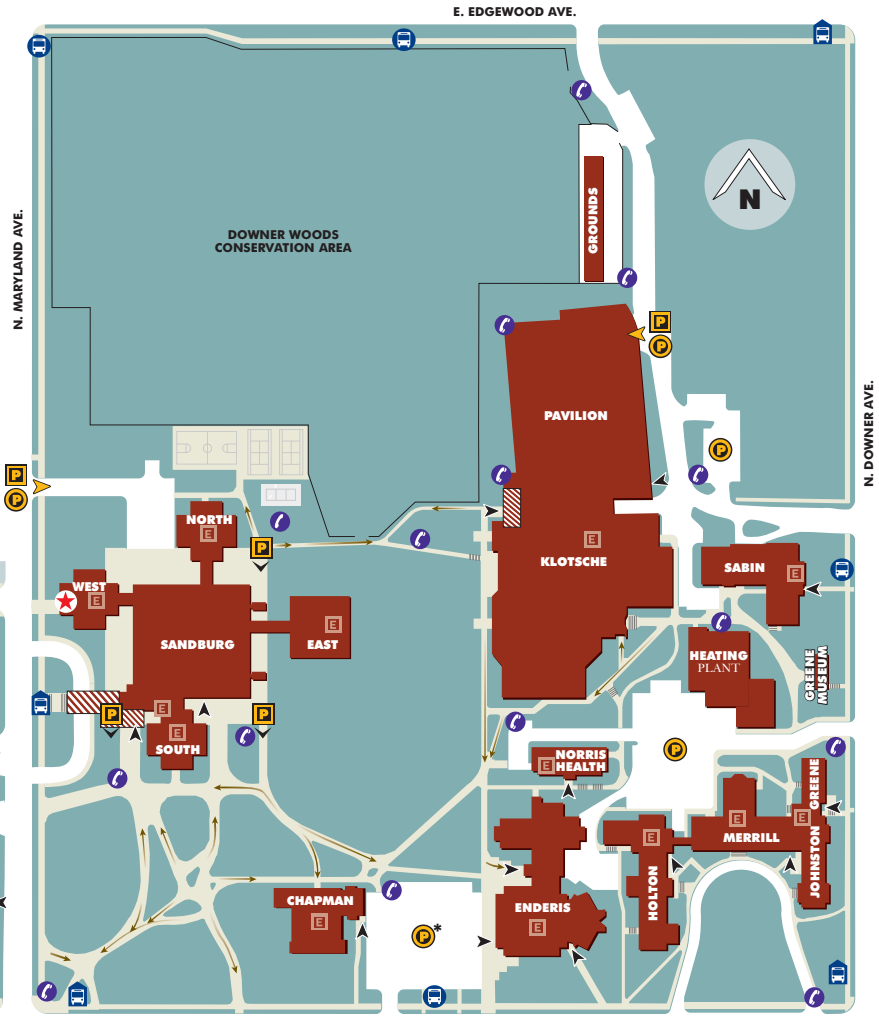 E. EDGEWOOD AVE.
N
GROUNDS
N. MARYLAND AVE.
DOWNER WOODS
CONSERVATION AREA
P
P
PAVILION
N. DOWNER AVE.
P
P
P
NORTH
E
P
E
KLOTSCHE
SABIN
E
WEST
E
SANDBURG
E
EAST
HEATING
PLANT
GREENE
MUSEUM
E
P
P
E
SOUTH
P
E
NORRIS
HEALTH
GREENE
E
E
E
MERRILL
JOHNSTON
HOLTON
CHAPMAN
E
ENDERIS
E
P*